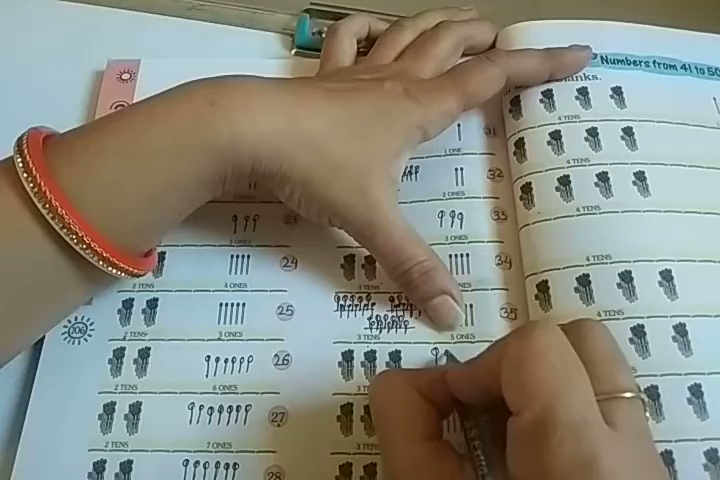 Numbers from 41 to 50
blanks.
1 ONE
31
2 ONES
32
3 ONES
33
3 TENS
34
3 TENS
5 ONES
35
3 ONES
2 TENS
4 ONES
24
2 TENS
5 ONES
25
2 TENS
6 ONES
26
2 TENS
7 ONES
27
28
206
4 TENS
4 TENS
4 TENS
4 TENS
4 TENS